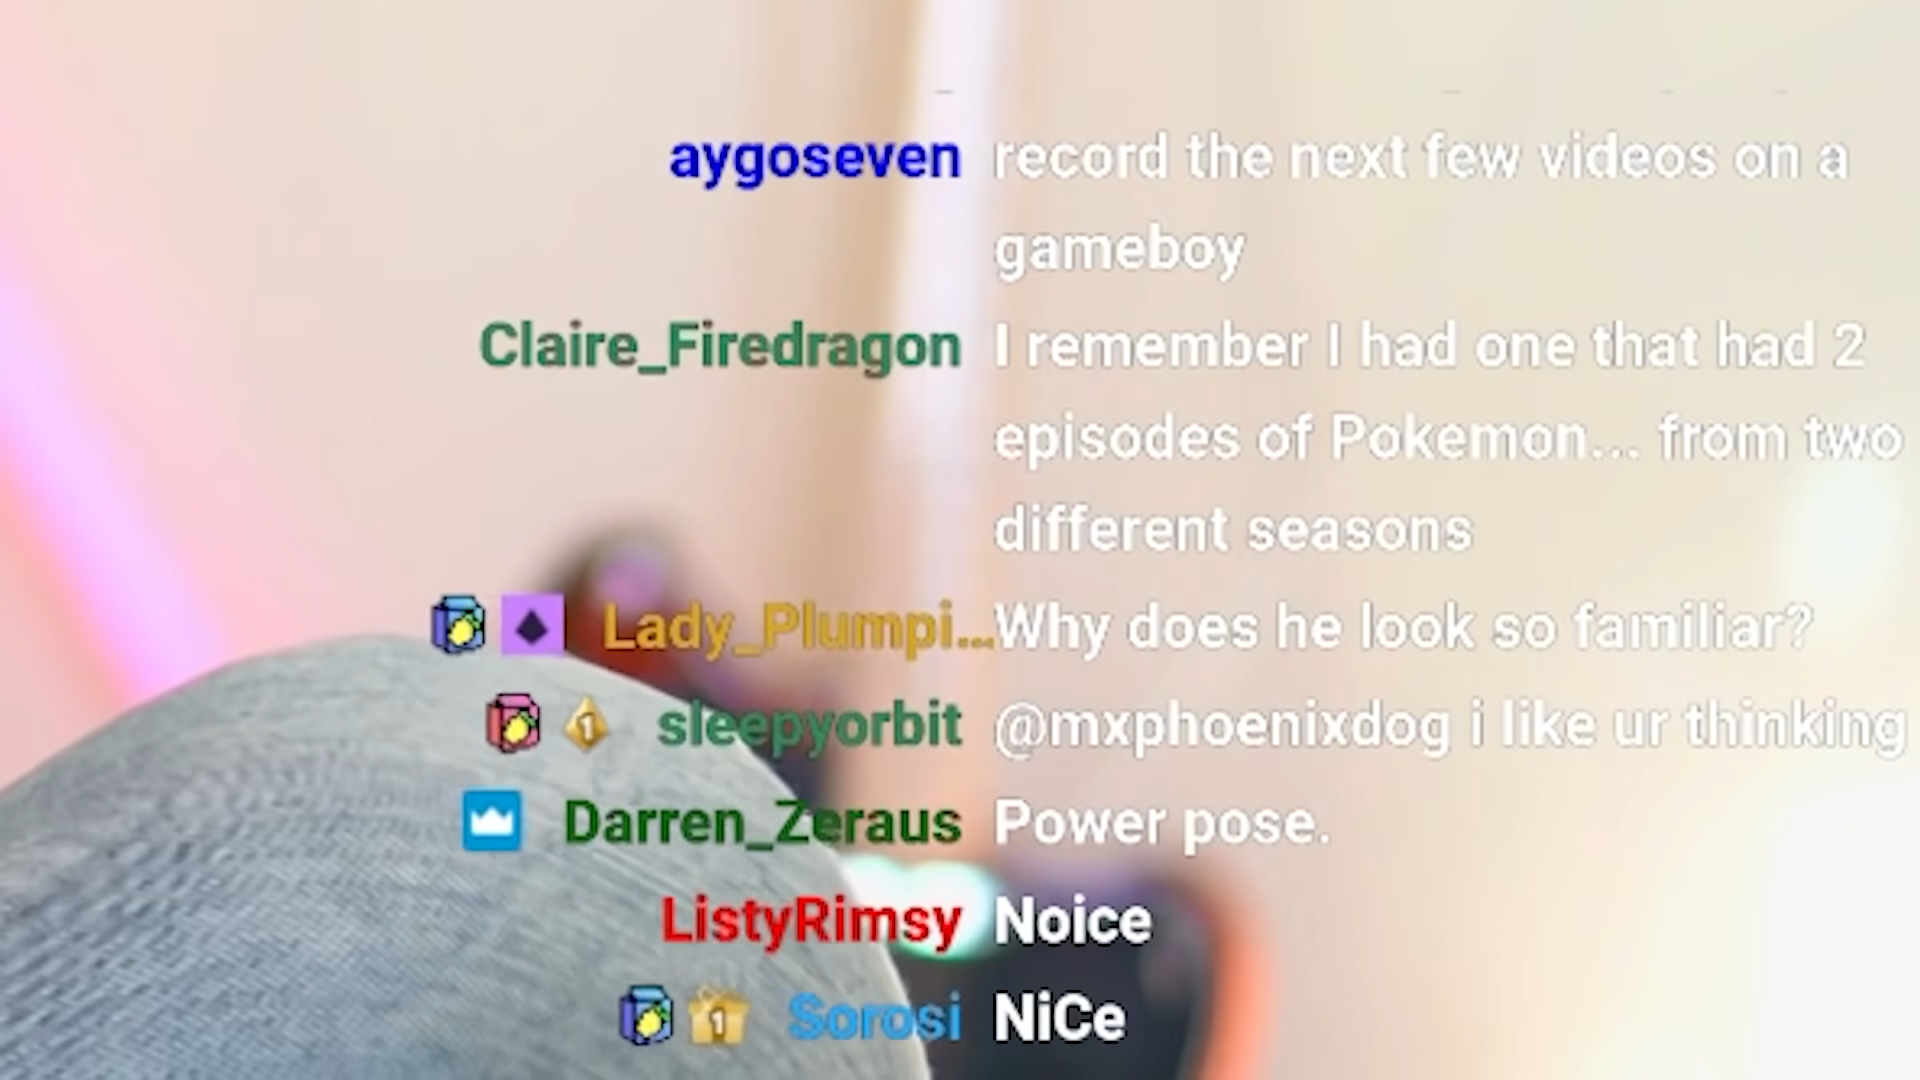 aygoseven record the next few videos on a
gameboy
Claire_Firedragon I remember I had one that had 2
episodes of Pokemon... from two
different seasons
Lady_Plumpi... Why does he look so familiar?
1 sleepyorbit @mxphoenixdog i like ur thinking
Darren_Zeraus Power pose.
ListyRimsy Noice
1 Sorosi NiCe